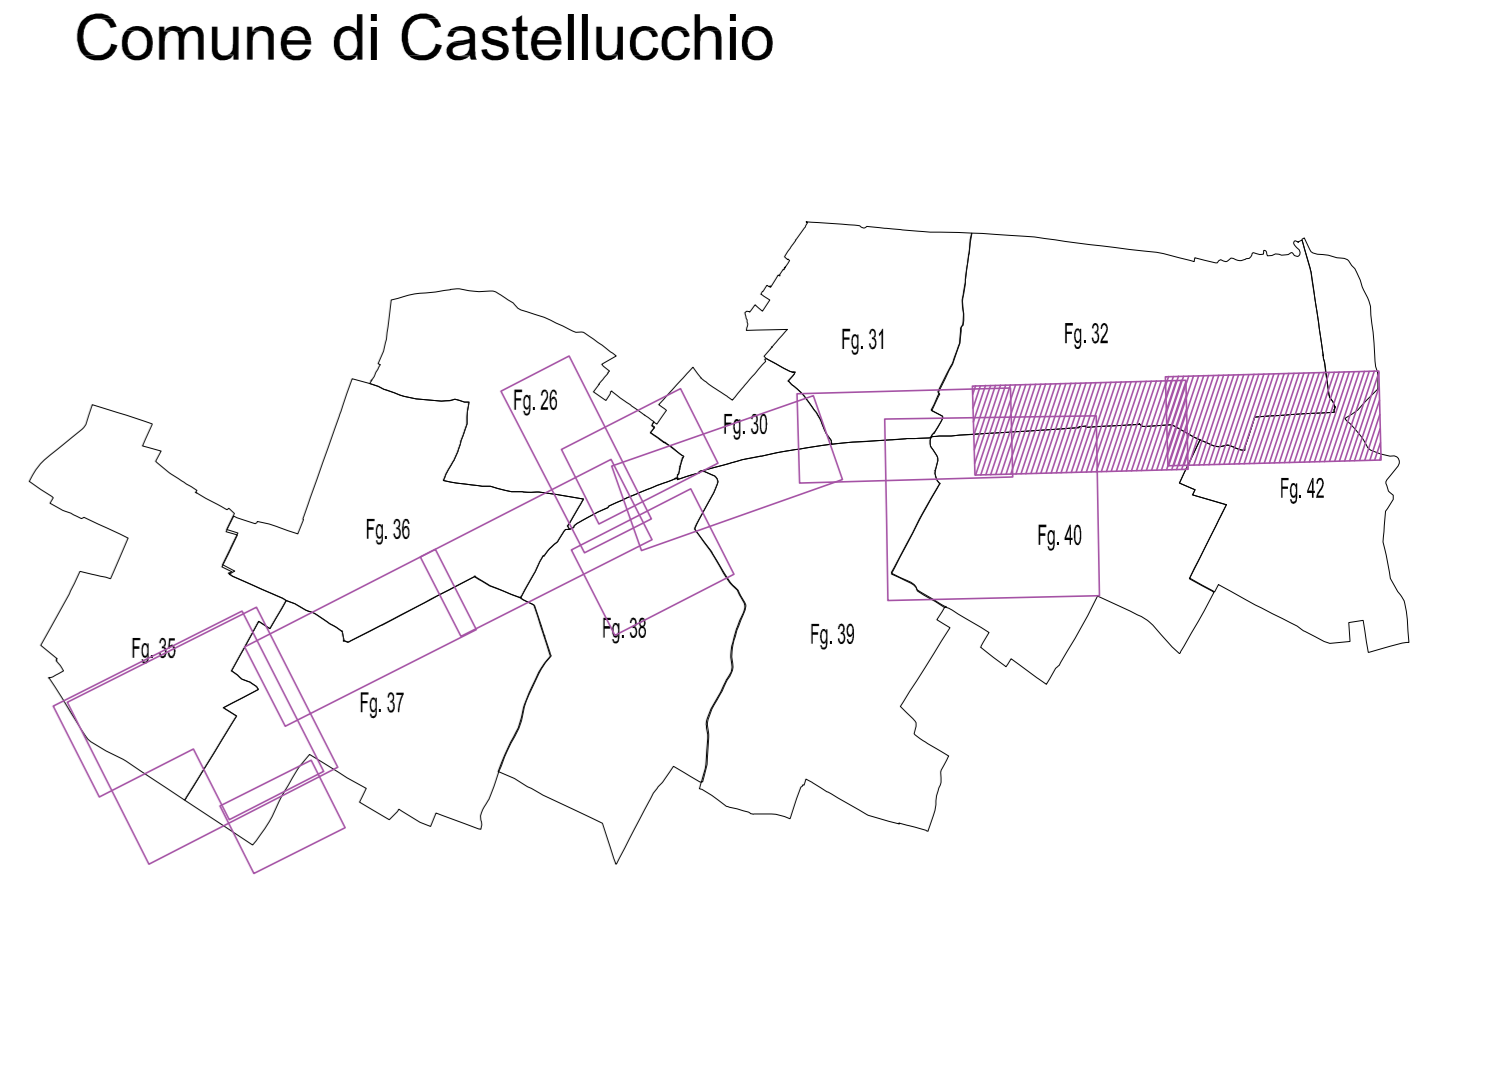 Comune di Castellucchio
Fg. 31
Fg. 32
Fg. 26
Fg. 30
Fg. 42
Fg. 36
Fg. 40
Fg. 38
Fg. 39
Fg. 35
Fg. 37